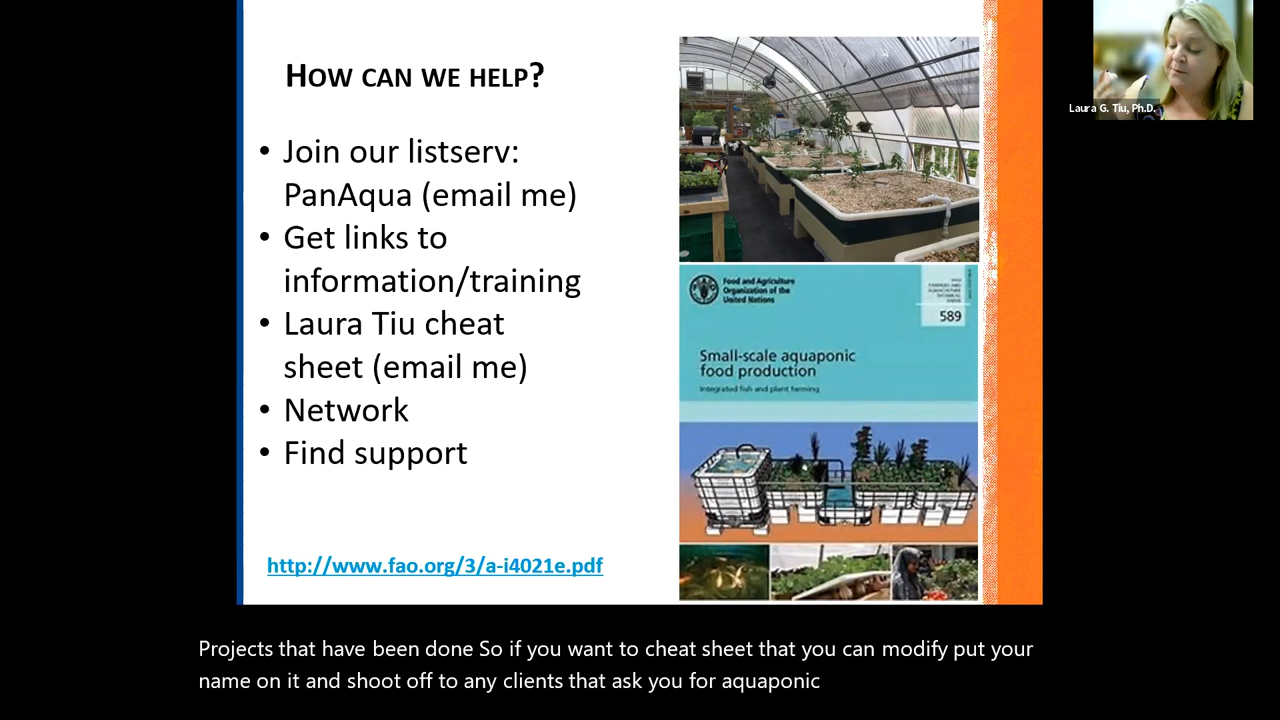 HOW CAN WE HELP?
• Join our listserv:
PanAqua (email me)
• Get links to
information/training
• Laura Tiu cheat
sheet (email me)
• Network
• Find support
http://www.fao.org/3/a-i4021e.pdf
Food and Agriculture
Organization of the
United Nations
589
Small-scale aquaponic
food production
Integrated fish and plant farming
Laura G. Tiu, Ph.D.
Projects that have been done So if you want to cheat sheet that you can modify put your
name on it and shoot off to any clients that ask you for aquaponic